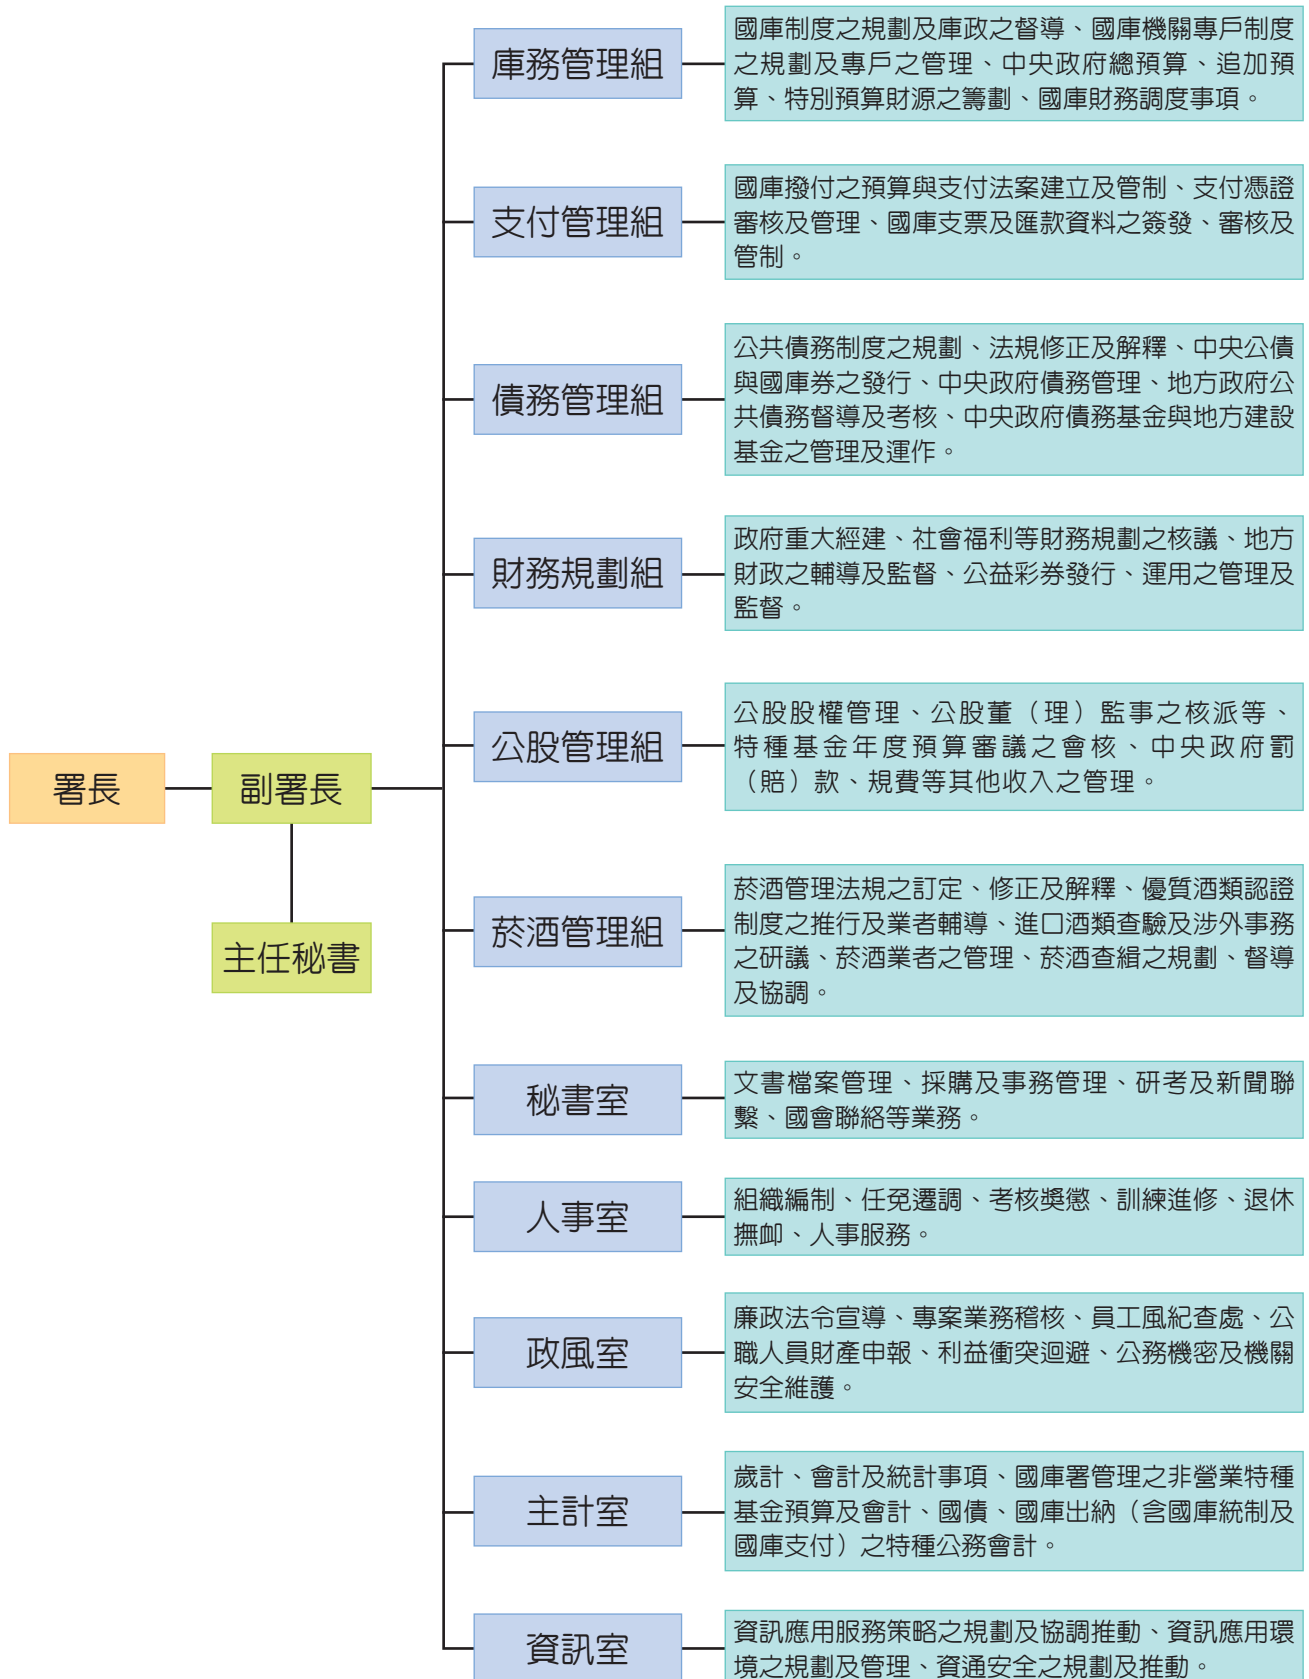 署長
副署長
主任秘書
庫務管理組
國庫制度之規劃及庫政之督導、國庫機關專戶制度
之規劃及專戶之管理、中央政府總預算、追加預
算、特別預算財源之籌劃、國庫財務調度事項。
支付管理組
國庫撥付之預算與支付法案建立及管制、支付憑證
審核及管理、國庫支票及匯款資料之簽發、審核及
管制。
債務管理組
公共債務制度之規劃、法規修正及解釋、中央公債
與國庫券之發行、中央政府債務管理、地方政府公
共債務督導及考核、中央政府債務基金與地方建設
基金之管理及運作。
財務規劃組
政府重大經建、社會福利等財務規劃之核議、地方
財政之輔導及監督、公益彩券發行、運用之管理及
監督。
公股管理組
公股股權管理、公股董（理）監事之核派等、
特種基金年度預算審議之會核、中央政府罰
（賠）款、規費等其他收入之管理。
菸酒管理組
菸酒管理法規之訂定、修正及解釋、優質酒類認證
制度之推行及業者輔導、進口酒類查驗及涉外事務
之研議、菸酒業者之管理、菸酒查緝之規劃、督導
及協調。
秘書室
文書檔案管理、採購及事務管理、研考及新聞聯
繫、國會聯絡等業務。
人事室
組織編制、任免遷調、考核獎懲、訓練進修、退休
撫卹、人事服務。
政風室
廉政法令宣導、專案業務稽核、員工風紀查處、公
職人員財產申報、利益衝突迴避、公務機密及機關
安全維護。
主計室
歲計、會計及統計事項、國庫署管理之非營業特種
基金預算及會計、國債、國庫出納（含國庫統制及
國庫支付）之特種公務會計。
資訊室
資訊應用服務策略之規劃及協調推動、資訊應用環
境之規劃及管理、資通安全之規劃及推動。